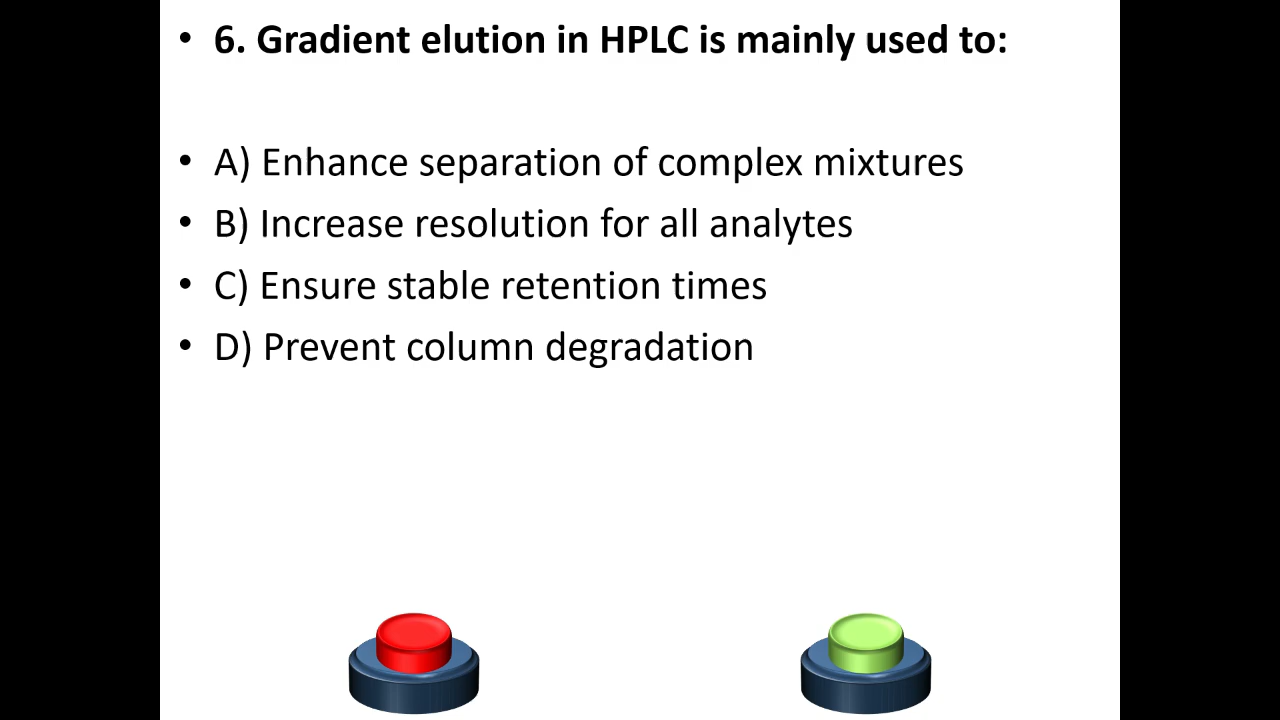 • 6. Gradient elution in HPLC is mainly used to:
• A) Enhance separation of complex mixtures
• B) Increase resolution for all analytes
• C) Ensure stable retention times
• D) Prevent column degradation